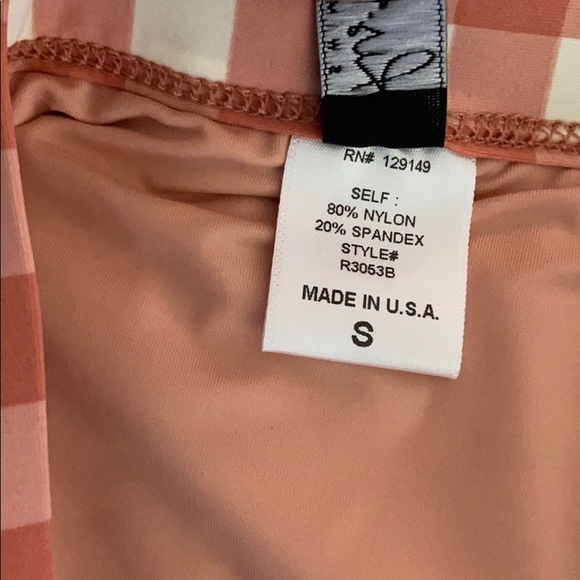 RN# 129149
SELF :
80% NYLON
20% SPANDEX
STYLE#
R3053B
MADE IN U.S.A.
S